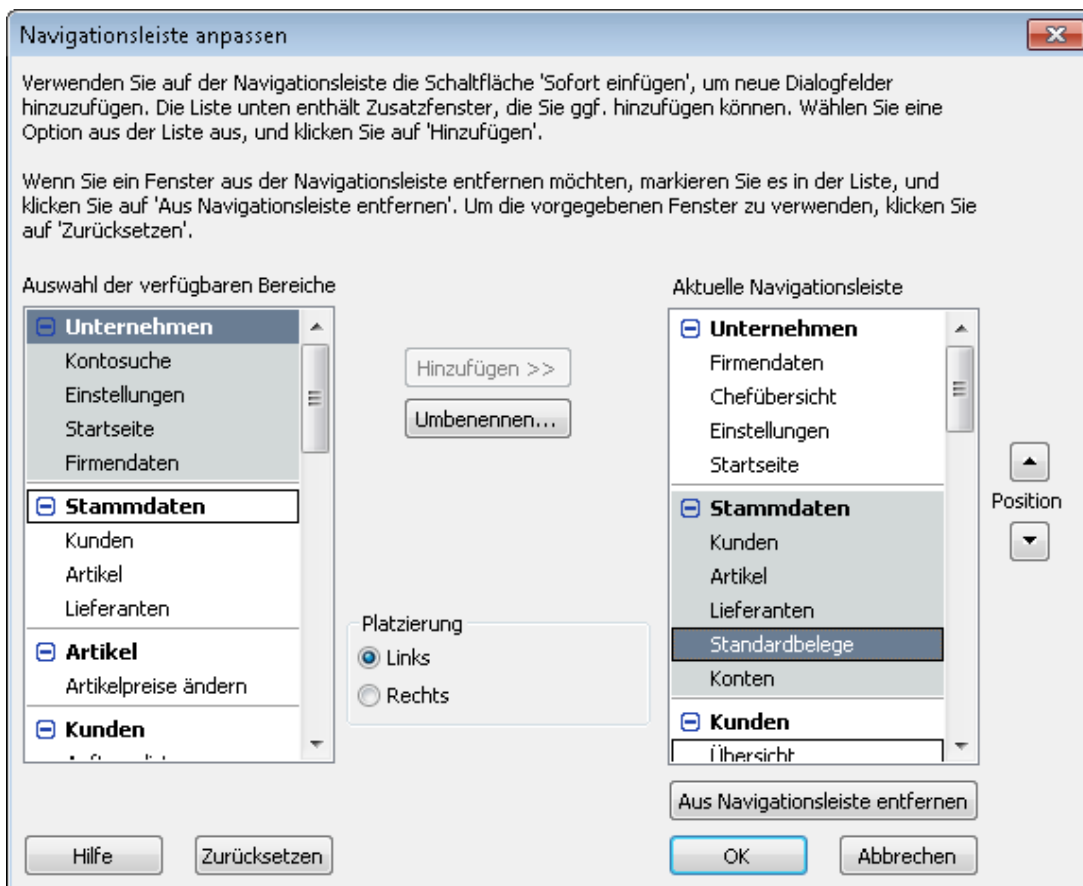 Navigationsleiste anpassen
Verwenden Sie auf der Navigationsleiste die Schaltfläche 'Sofort einfügen', um neue Dialogfelder
hinzuzufügen. Die Liste unten enthält Zusatzfenster, die Sie ggf. hinzufügen können. Wählen Sie eine
Option aus der Liste aus, und klicken Sie auf 'Hinzufügen'.
Wenn Sie ein Fenster aus der Navigationsleiste entfernen möchten, markieren Sie es in der Liste, und
klicken Sie auf 'Aus Navigationsleiste entfernen'. Um die vorgegebenen Fenster zu verwenden, klicken Sie
auf 'Zurücksetzen'.
Auswahl der verfügbaren Bereiche
Unternehmen
Kontosuche
Einstellungen
Startseite
Firmendaten
Stammdaten
Kunden
Artikel
Lieferanten
Artikel
Artikelpreise ändern
Kunden
Hinzufügen >>
Umbenennen...
Platzierung
Links
Rechts
Aktuelle Navigationsleiste
Unternehmen
Firmendaten
Chefübersicht
Einstellungen
Startseite
Stammdaten
Kunden
Artikel
Lieferanten
Standardbelege
Konten
Kunden
Übersicht
Position
Aus Navigationsleiste entfernen
Hilfe
Zurücksetzen
OK
Abbrechen